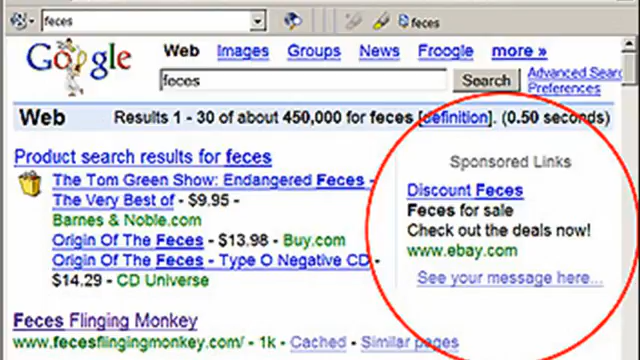 feces
feces
Google
Web Images Groups News Froogle more »
feces
Search
Advanced Search
Preferences
Web Results 1 - 30 of about 450,000 for feces [definition]. (0.50 seconds)
Product search results for feces
The Tom Green Show: Endangered Feces -
The Very Best of - $9.95 -
Barnes & Noble.com
Origin Of The Feces - $13.98 - Buy.com
Origin Of The Feces - Type O Negative CD -
$14.29 - CD Universe
Feces Flinging Monkey
www.fecesflingingmonkey.com/ - 1k - Cached - Similar pages
Sponsored Links
Discount Feces
Feces for sale
Check out the deals now!
www.ebay.com
See your message here...